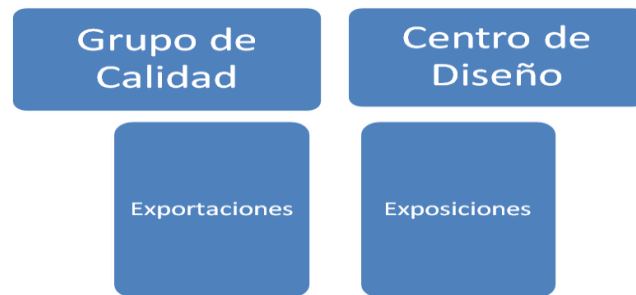 Grupo de
Calidad
Centro de
Diseño
Exportaciones
Exposiciones